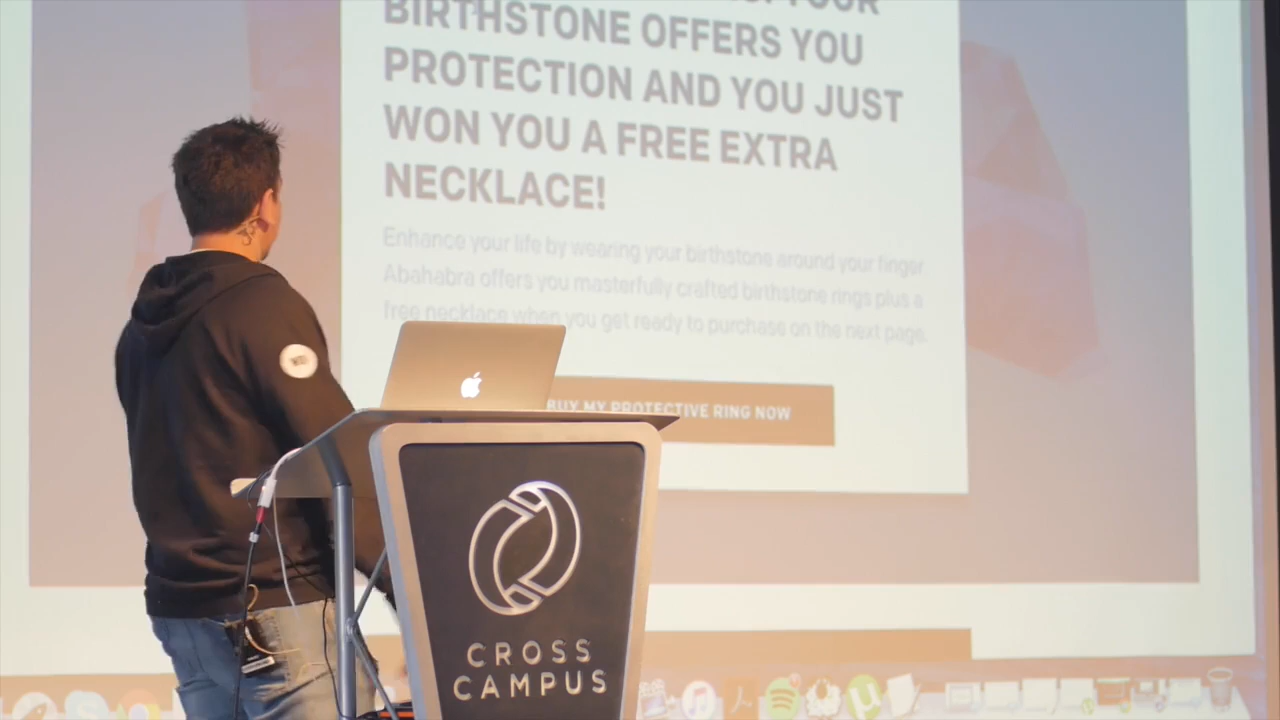 YOUR
BIRTHSTONE OFFERS YOU
PROTECTION AND YOU JUST
WON YOU A FREE EXTRA
NECKLACE!
Enhance your life by wearing your birthstone around your finger
Abahabra offers you masterfully crafted birthstone rings plus a
free necklace when you get ready to purchase on the next page.
BUY MY PROTECTIVE RING NOW
CROSS
CAMPUS